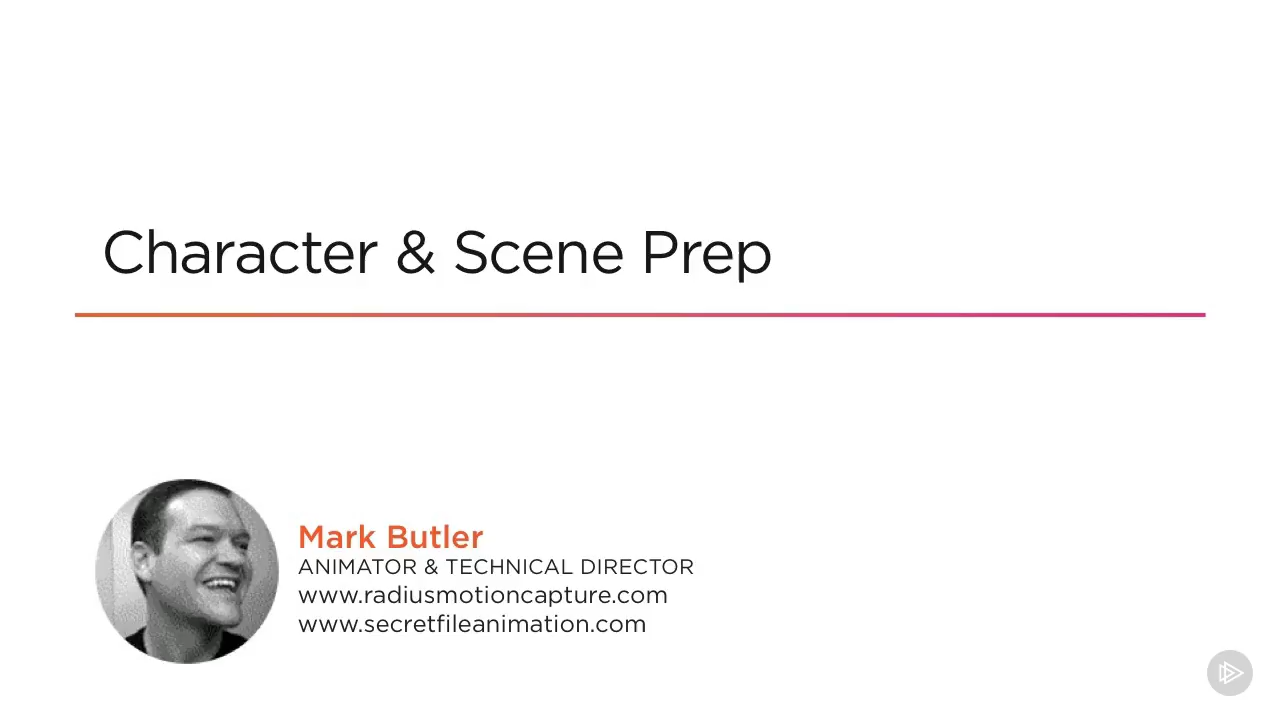 Character & Scene Prep
Mark Butler
ANIMATOR & TECHNICAL DIRECTOR
www.radiusmotioncapture.com
www.secretfileanimation.com